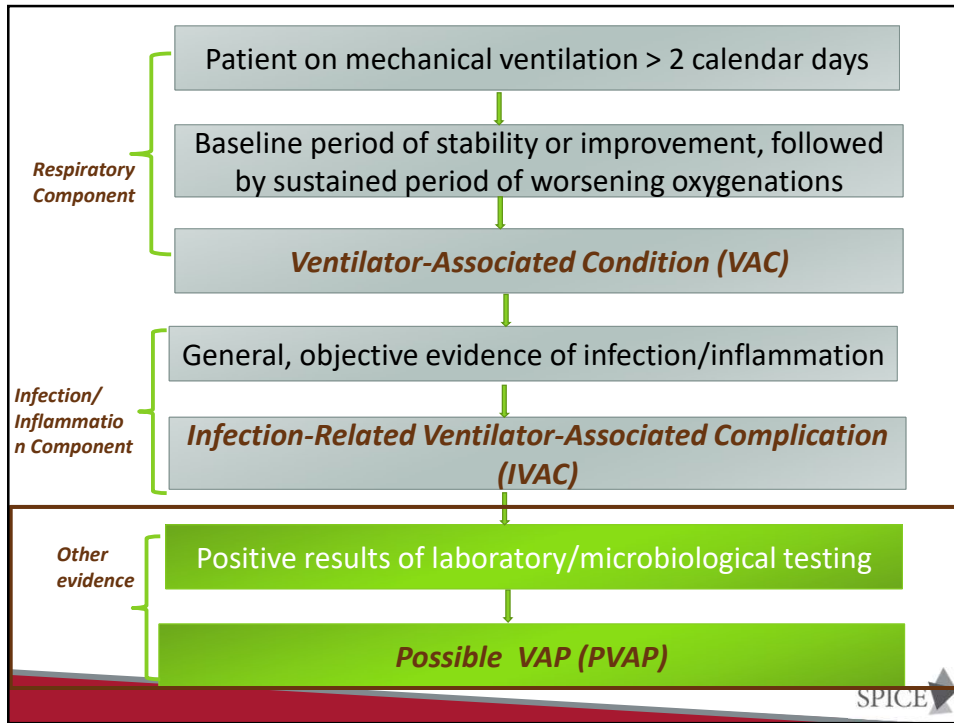 Patient on mechanical ventilation > 2 calendar days
Baseline period of stability or improvement, followed
by sustained period of worsening oxygenations
Respiratory
Component
Ventilator-Associated Condition (VAC)
General, objective evidence of infection/inflammation
Infection/
Inflammatio
n Component
Infection-Related Ventilator-Associated Complication
(IVAC)
Other
evidence
Positive results of laboratory/microbiological testing
Possible VAP (PVAP)
SPICE